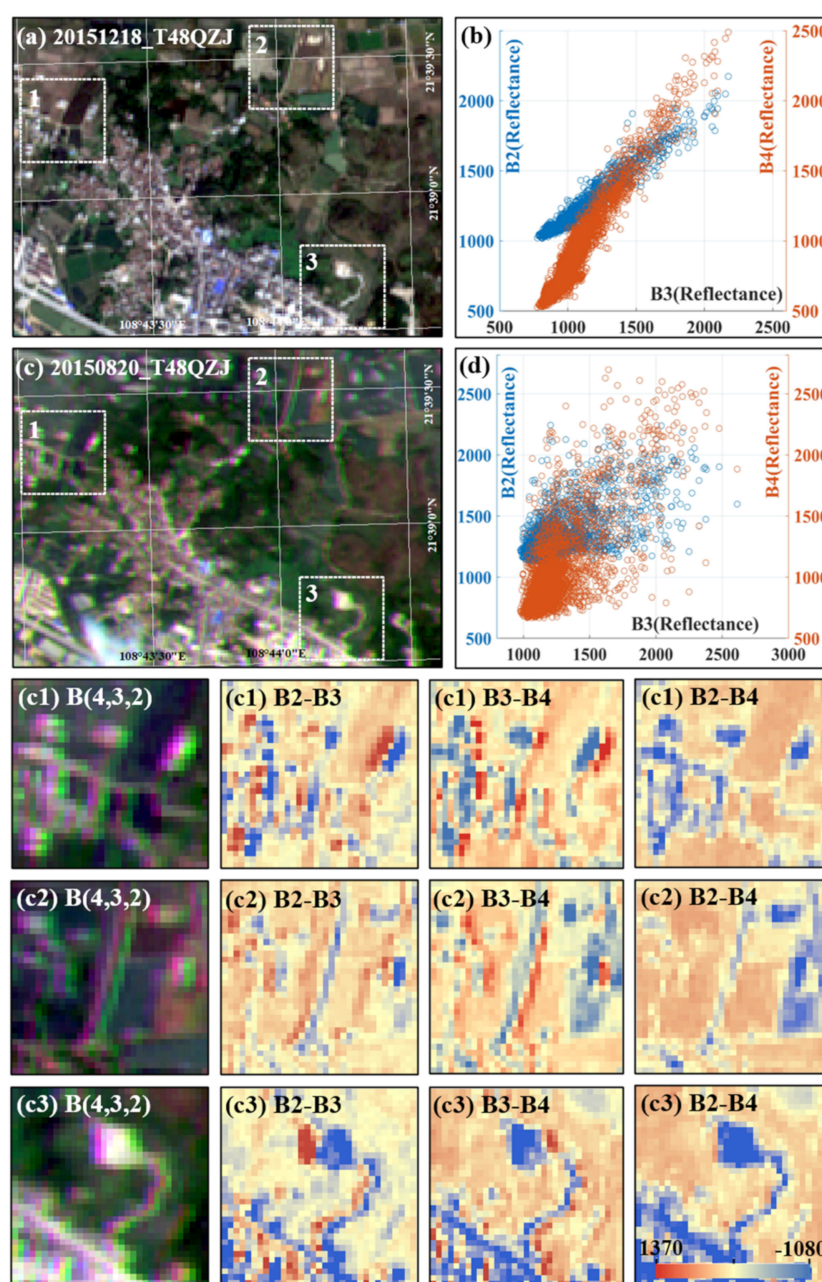 (a) 20151218_T48QZJ
1
2
3
21°39'30"N
21°39'0"N
108°43'30"E
108°44'0"E
(b)
B2(Reflectance)
B4(Reflectance)
B3(Reflectance)
2000
1500
1000
500
2500
2000
1500
1000
500
500
1000
1500
2000
2500
(c) 20150820_T48QZJ
1
2
3
21°39'30"N
21°39'0"N
108°43'30"E
108°44'0"E
(d)
B2(Reflectance)
B4(Reflectance)
B3(Reflectance)
2500
2000
1500
1000
500
2500
2000
1500
1000
500
1000
1500
2000
2500
3000
(c1) B(4,3,2)
(c1) B2-B3
(c1) B3-B4
(c1) B2-B4
(c2) B(4,3,2)
(c2) B2-B3
(c2) B3-B4
(c2) B2-B4
(c3) B(4,3,2)
(c3) B2-B3
(c3) B3-B4
(c3) B2-B4
1370
-1080